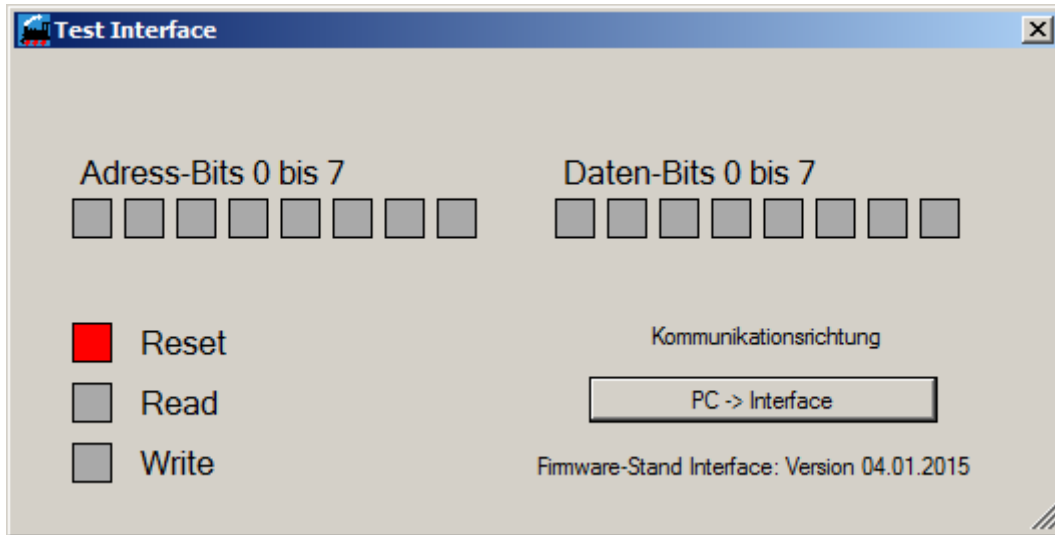 Test Interface
Adress-Bits 0 bis 7
Daten-Bits 0 bis 7
Reset
Read
Write
Kommunikationsrichtung
PC -> Interface
Firmware-Stand Interface: Version 04.01.2015